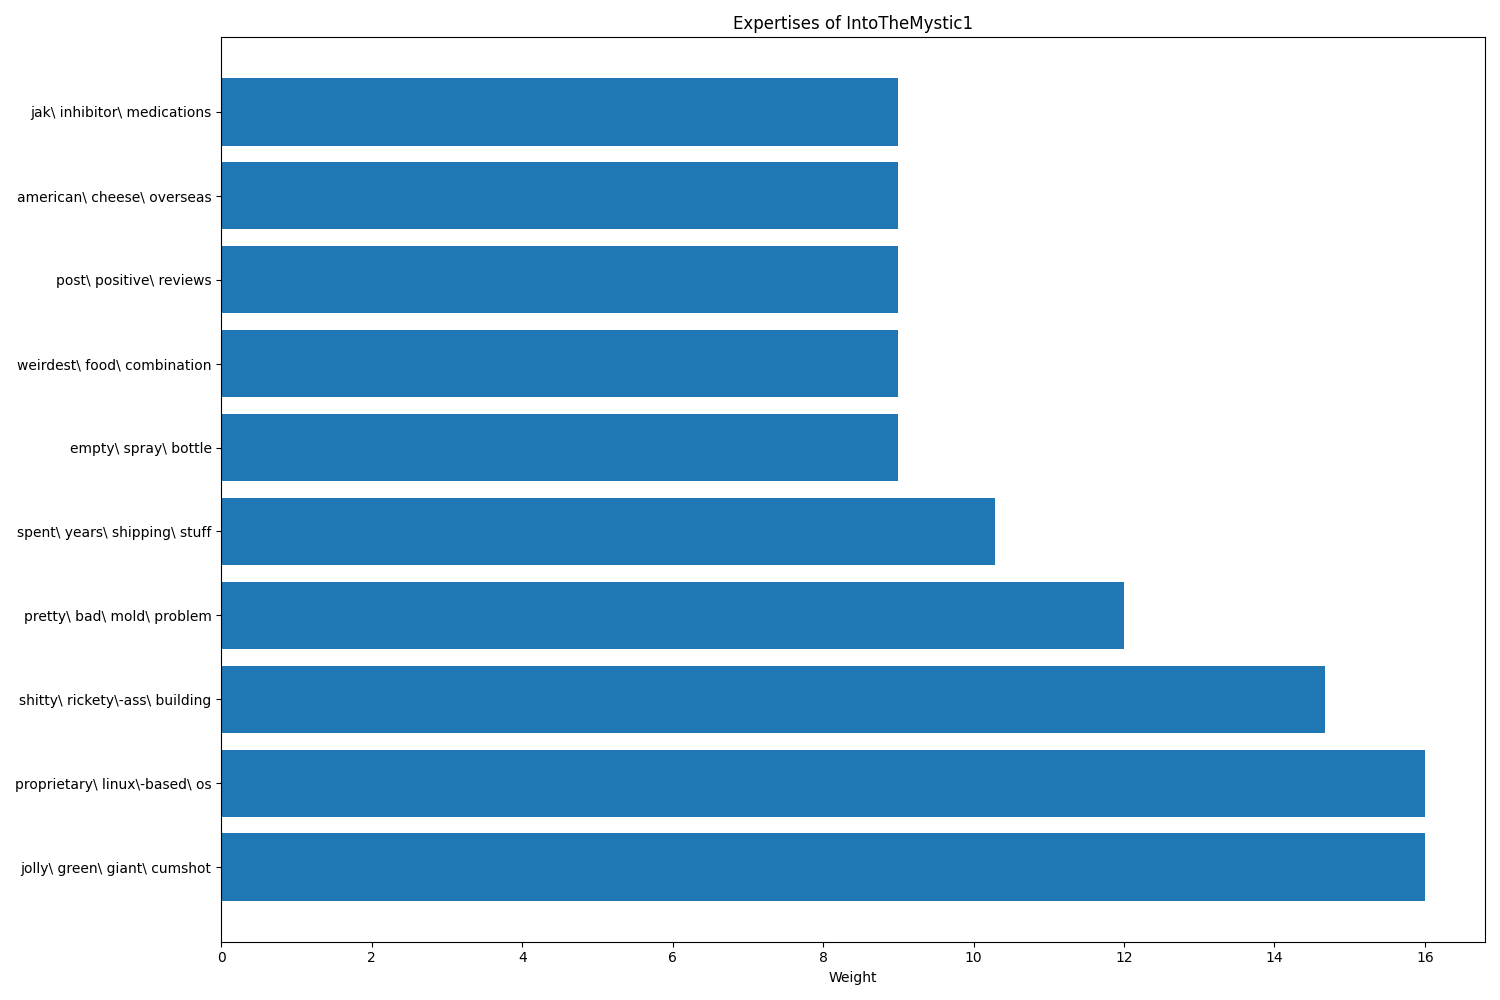 Expertises of IntoTheMystic1
jak\ inhibitor\ medications
american\ cheese\ overseas
post\ positive\ reviews
weirdest\ food\ combination
empty\ spray\ bottle
spent\ years\ shipping\ stuff
pretty\ bad\ mold\ problem
shitty\ rickety\-ass\ building
proprietary\ linux\-based\ os
jolly\ green\ giant\ cumshot
0 2 4 6 8 10 12 14 16
Weight